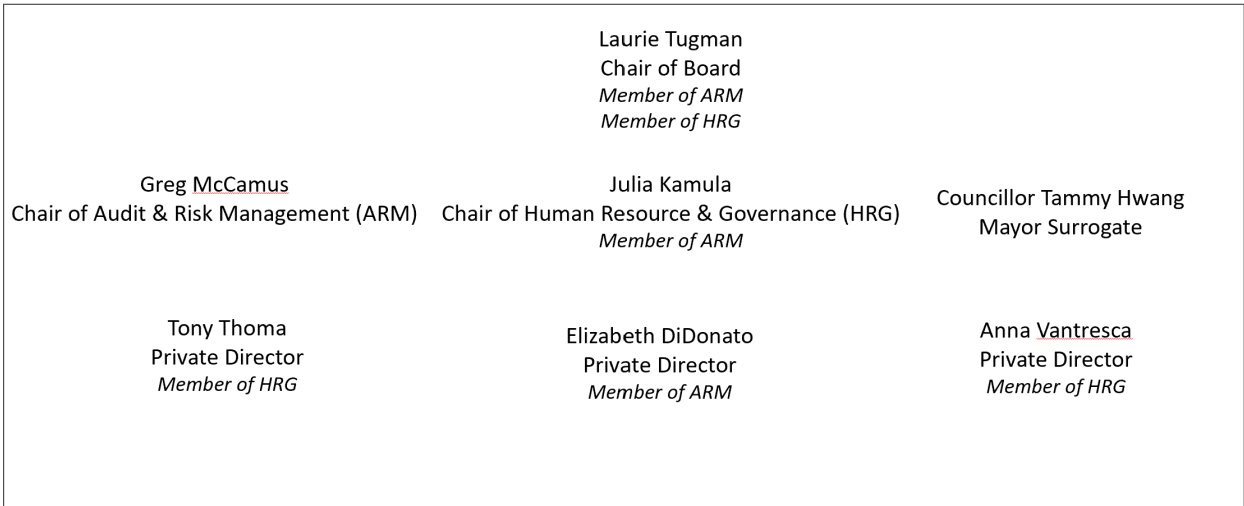 Laurie Tugman
Chair of Board
Member of ARM
Member of HRG
Greg McCamus
Chair of Audit & Risk Management (ARM)
Julia Kamula
Chair of Human Resource & Governance (HRG)
Member of ARM
Councillor Tammy Hwang
Mayor Surrogate
Tony Thoma
Private Director
Member of HRG
Elizabeth DiDonato
Private Director
Member of ARM
Anna Vantresca
Private Director
Member of HRG